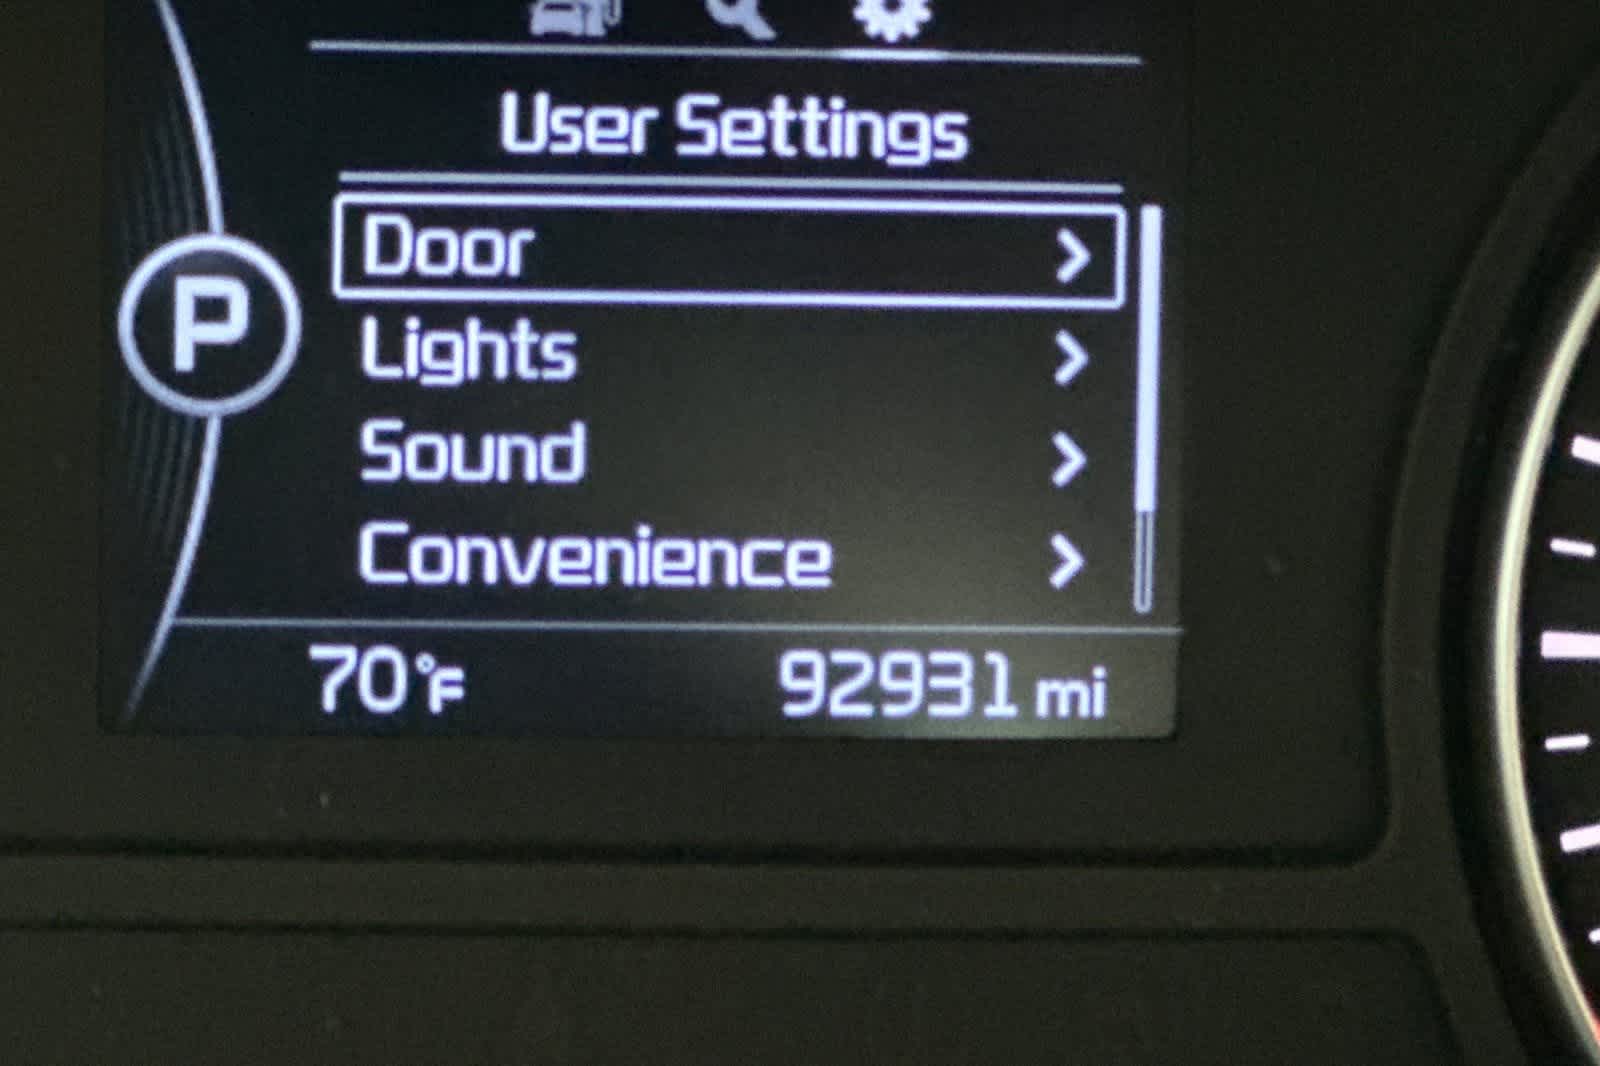 User Settings
Door
P
Lights
Sound
Convenience
70°F 92931 mi